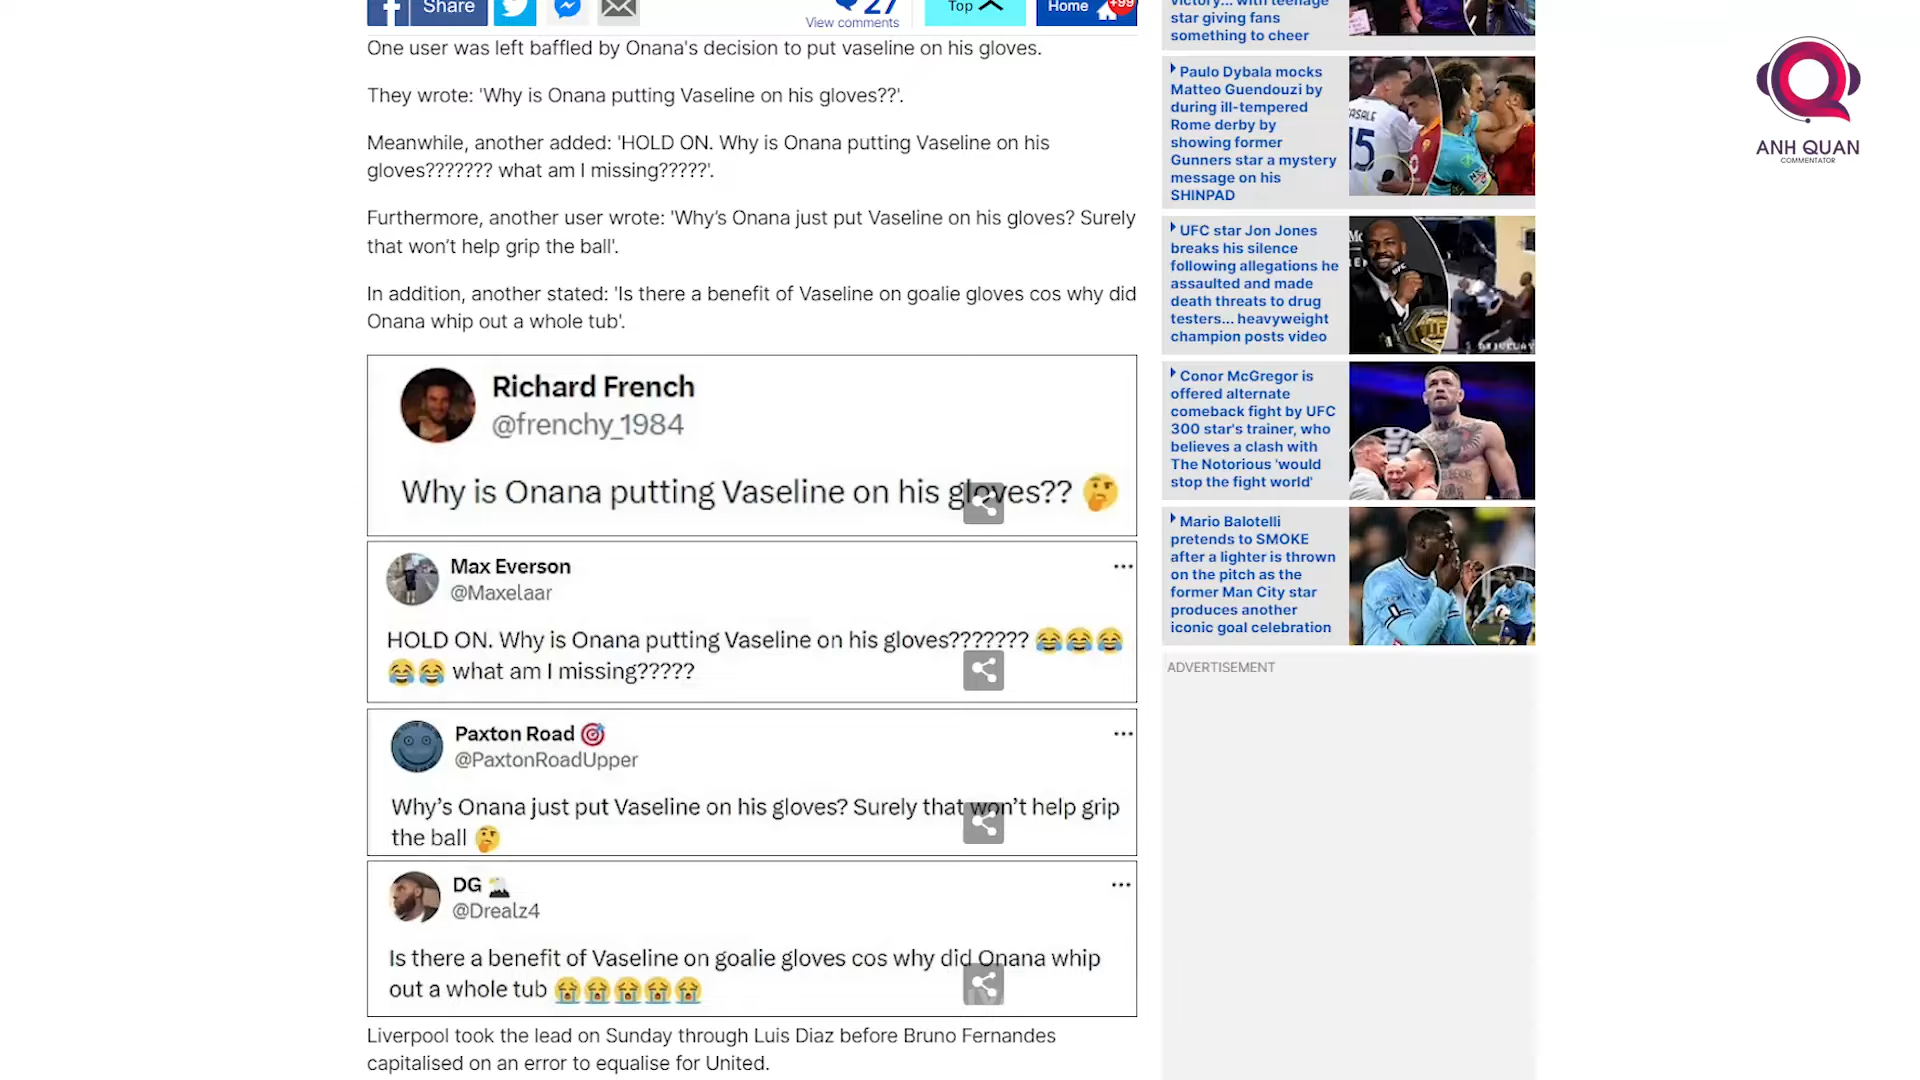 Share
27
View comments
Top
Home
+99
One user was left baffled by Onana's decision to put vaseline on his gloves.
They wrote: 'Why is Onana putting Vaseline on his gloves??'.
Meanwhile, another added: 'HOLD ON. Why is Onana putting Vaseline on his
gloves??????? what am I missing?????'.
Furthermore, another user wrote: 'Why's Onana just put Vaseline on his gloves? Surely
that won't help grip the ball'.
In addition, another stated: 'Is there a benefit of Vaseline on goalie gloves cos why did
Onana whip out a whole tub'.
Richard French
@frenchy_1984
Why is Onana putting Vaseline on his gloves?? 🤔
Max Everson
@Maxelaar
HOLD ON. Why is Onana putting Vaseline on his gloves??????? 😂😂😂
😂😂 what am I missing?????
Paxton Road 🎯
@PaxtonRoadUpper
Why's Onana just put Vaseline on his gloves? Surely that won't help grip
the ball 🤔
DG 🦅
@Drealz4
Is there a benefit of Vaseline on goalie gloves cos why did Onana whip
out a whole tub 😭😭😭😭😭
Liverpool took the lead on Sunday through Luis Diaz before Bruno Fernandes
capitalised on an error to equalise for United.
victory... with teenage
star giving fans
something to cheer
Paulo Dybala mocks
Matteo Guendouzi by
during ill-tempered
Rome derby by
showing former
Gunners star a mystery
message on his
SHINPAD
UFC star Jon Jones
breaks his silence
following allegations he
assaulted and made
death threats to drug
testers... heavyweight
champion posts video
Conor McGregor is
offered alternate
comeback fight by UFC
300 star's trainer, who
believes a clash with
The Notorious 'would
stop the fight world'
Mario Balotelli
pretends to SMOKE
after a lighter is thrown
on the pitch as the
former Man City star
produces another
iconic goal celebration
ADVERTISEMENT
ANH QUAN
COMMENTATOR